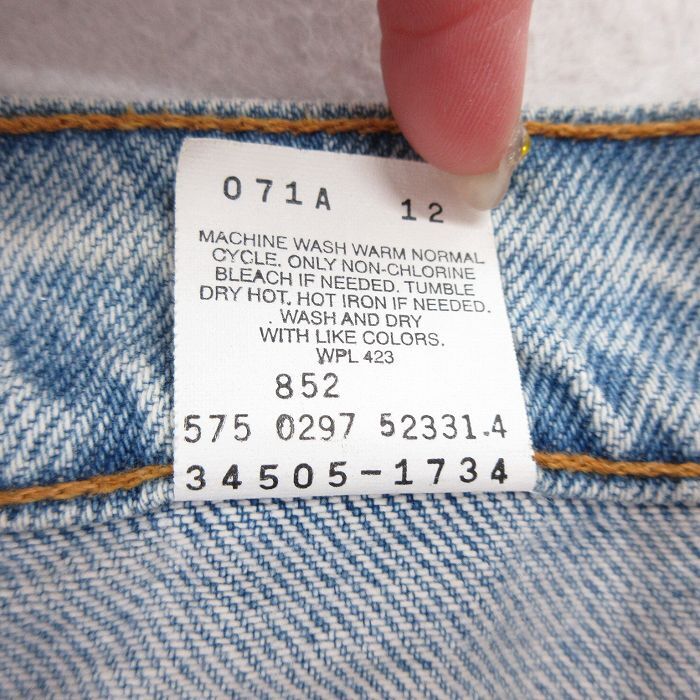 071A 12
MACHINE WASH WARM NORMAL
CYCLE. ONLY NON-CHLORINE
BLEACH IF NEEDED. TUMBLE
DRY HOT. HOT IRON IF NEEDED.
. WASH AND DRY
WITH LIKE COLORS.
WPL 423
852
575 0297 52331.4
34505-1734